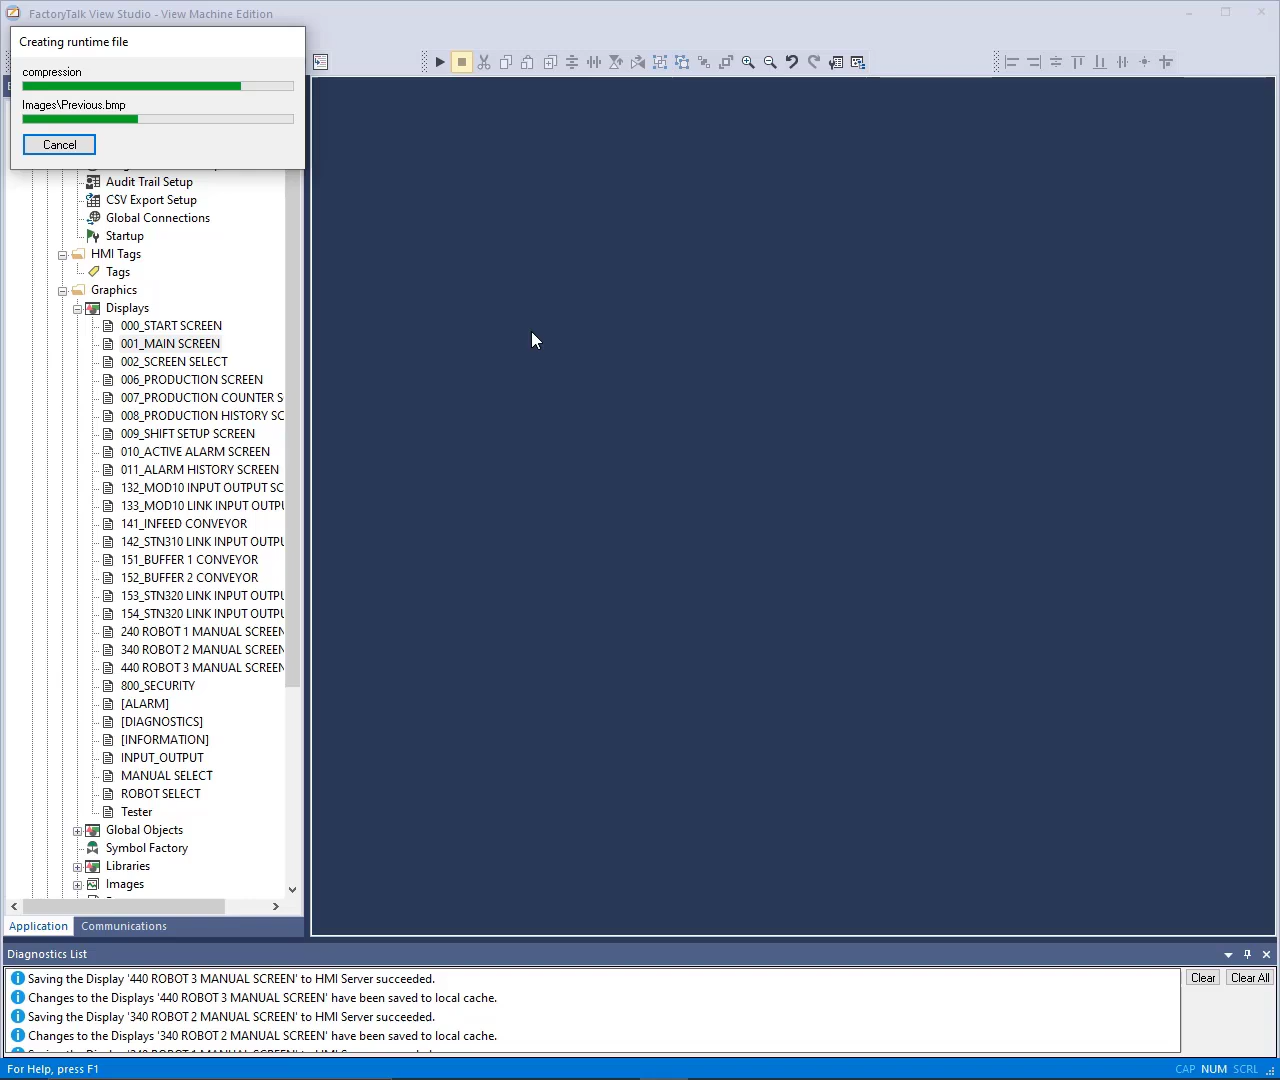 FactoryTalk View Studio - View Machine Edition
Creating runtime file
compression
Images\Previous.bmp
Cancel
Audit Trail Setup
CSV Export Setup
Global Connections
Startup
HMI Tags
Tags
Graphics
Displays
000_START SCREEN
001_MAIN SCREEN
002_SCREEN SELECT
006_PRODUCTION SCREEN
007_PRODUCTION COUNTER S
008_PRODUCTION HISTORY SC
009_SHIFT SETUP SCREEN
010_ACTIVE ALARM SCREEN
011_ALARM HISTORY SCREEN
132_MOD10 INPUT OUTPUT SC
133_MOD10 LINK INPUT OUTPU
141_INFEED CONVEYOR
142_STN310 LINK INPUT OUTPU
151_BUFFER 1 CONVEYOR
152_BUFFER 2 CONVEYOR
153_STN320 LINK INPUT OUTPU
154_STN320 LINK INPUT OUTPU
240 ROBOT 1 MANUAL SCREEN
340 ROBOT 2 MANUAL SCREEN
440 ROBOT 3 MANUAL SCREEN
800_SECURITY
[ALARM]
[DIAGNOSTICS]
[INFORMATION]
INPUT_OUTPUT
MANUAL SELECT
ROBOT SELECT
Tester
Global Objects
Symbol Factory
Libraries
Images
Application Communications
Diagnostics List
Saving the Display '440 ROBOT 3 MANUAL SCREEN' to HMI Server succeeded.
Clear Clear All
Changes to the Displays '440 ROBOT 3 MANUAL SCREEN' have been saved to local cache.
Saving the Display '340 ROBOT 2 MANUAL SCREEN' to HMI Server succeeded.
Changes to the Displays '340 ROBOT 2 MANUAL SCREEN' have been saved to local cache.
For Help, press F1
CAP NUM SCRL